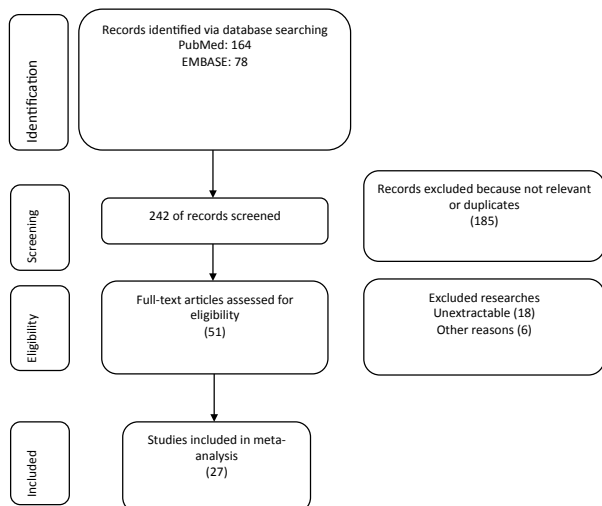 Identification
Records identified via database searching
PubMed: 164
EMBASE: 78
Screening
242 of records screened
Records excluded because not relevant
or duplicates
(185)
Eligibility
Full-text articles assessed for
eligibility
(51)
Excluded researches
Unextractable (18)
Other reasons (6)
Included
Studies included in meta-
analysis
(27)